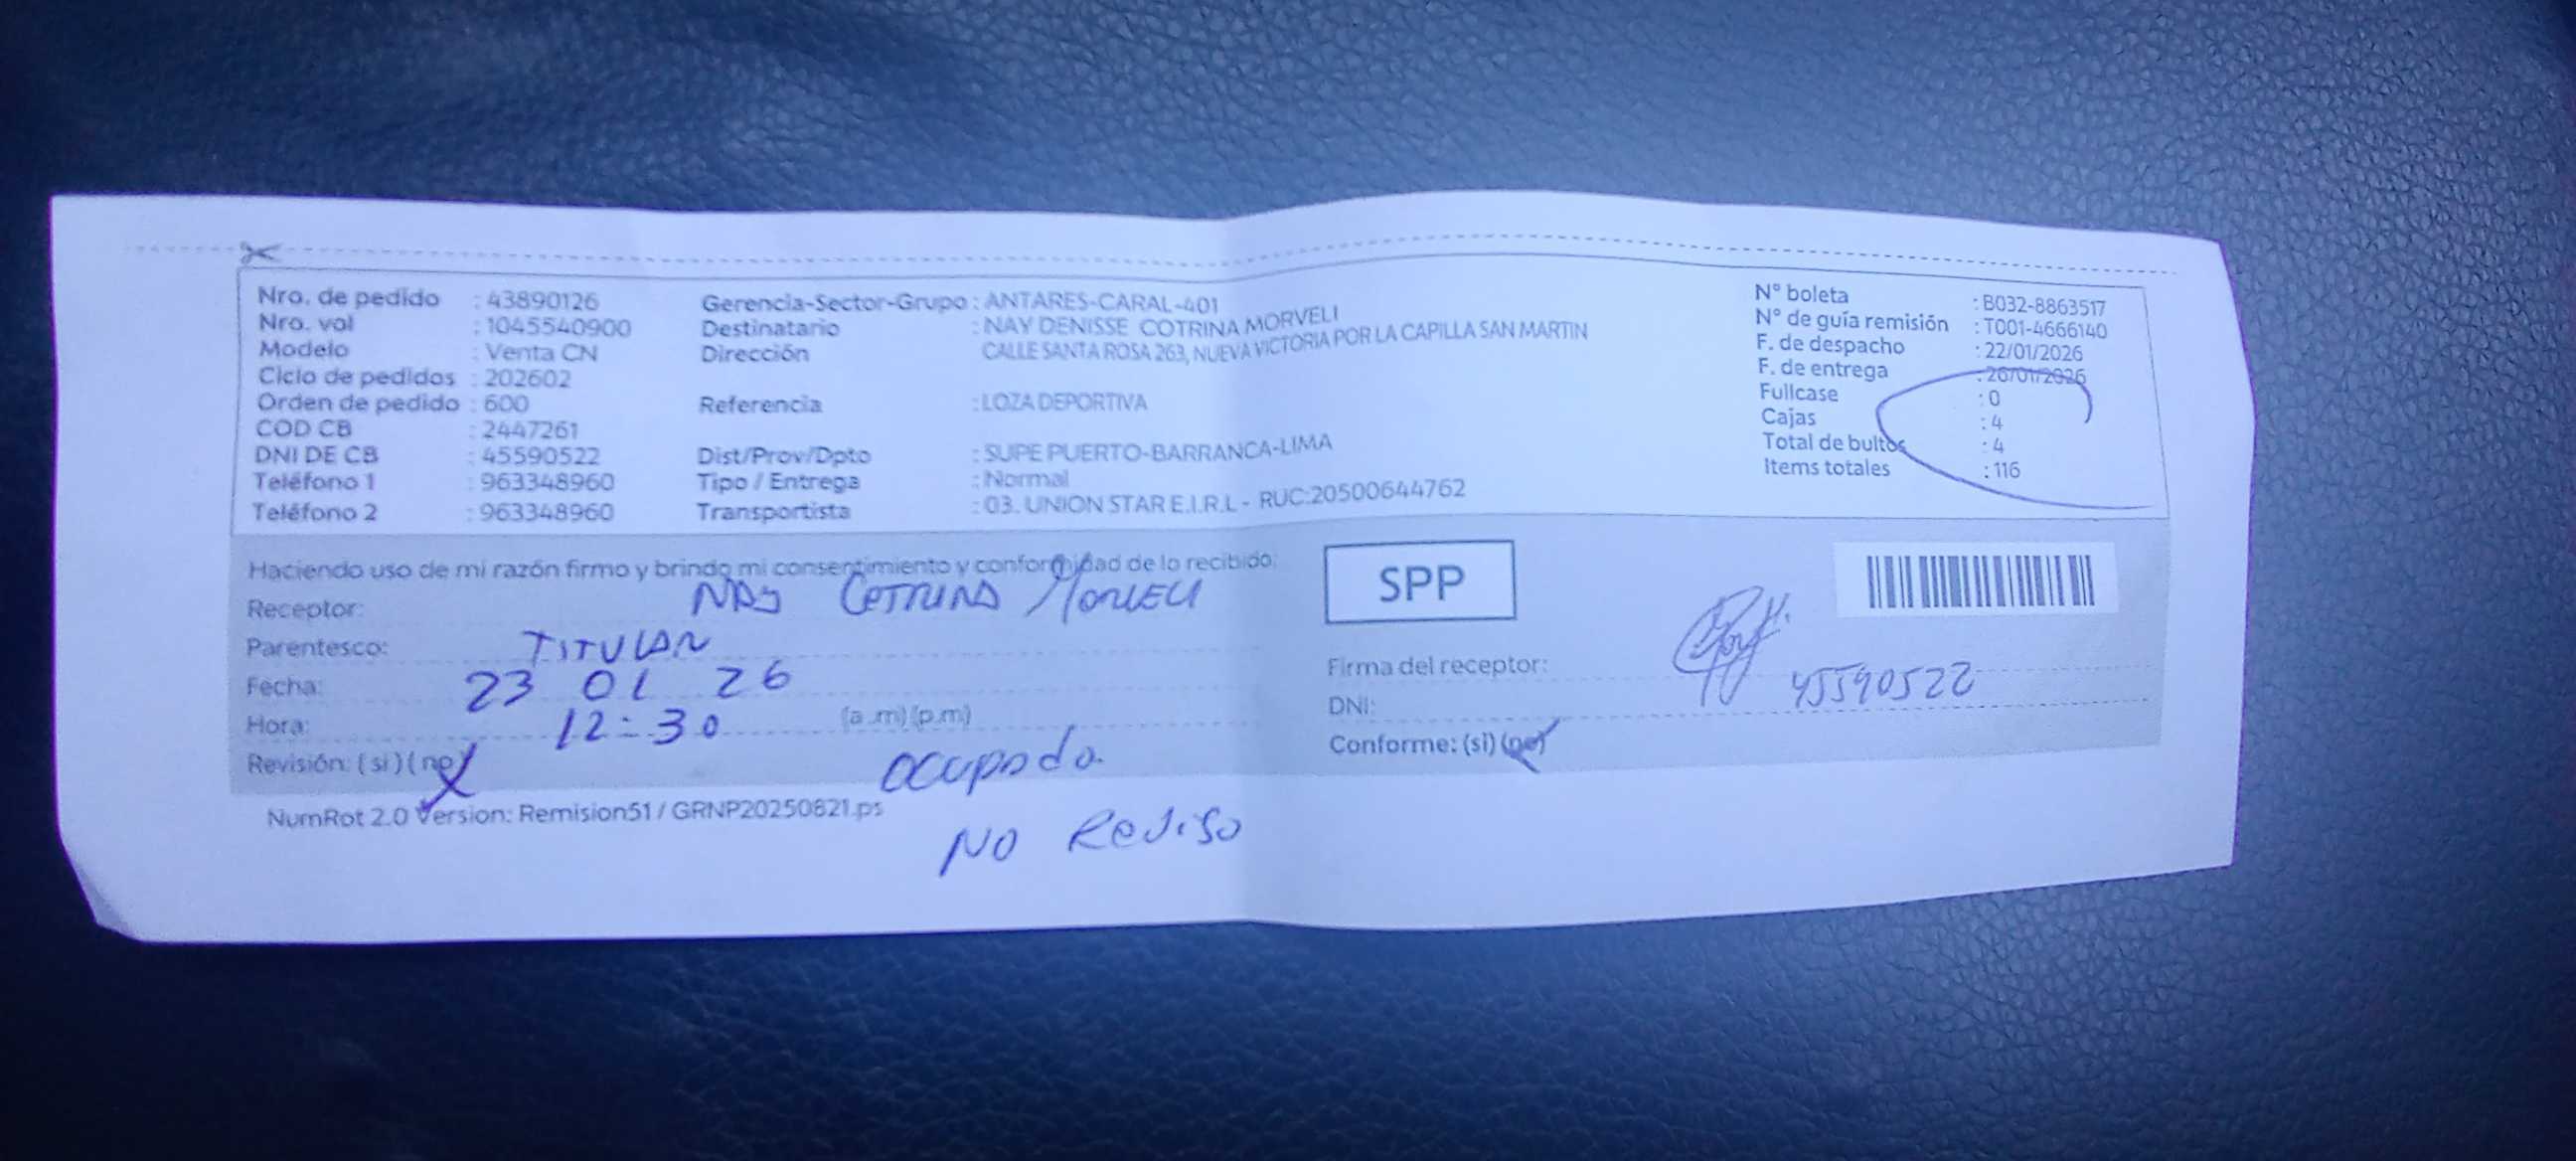 Nro. de pedido : 43890126
Nro. vol : 1045540900
Modelo : Venta CN
Ciclo de pedidos : 202602
Orden de pedido : 600
COD CB : 2447261
DNI DE CB : 45590522
Teléfono 1 : 963348960
Teléfono 2 : 963348960
Gerencia-Sector-Grupo : ANTARES-CARAL-401
Destinatario : NAY DENISSE COTRINA MORVELI
Dirección CALLE SANTA ROSA 263, NUEVA VICTORIA POR LA CAPILLA SAN MARTIN
Referencia : LOZA DEPORTIVA
Dist/Prov/Dpto : SUPE PUERTO-BARRANCA-LIMA
Tipo / Entrega : Normal
Transportista : 03. UNION STAR E.I.R.L - RUC:20500644762
N° boleta : B032-8863517
N° de guía remisión : T001-4666140
F. de despacho : 22/01/2026
F. de entrega : 26/01/2026
Fullcase : 0
Cajas : 4
Total de bultos : 4
Items totales : 116
Haciendo uso de mi razón firmo y brindo mi consentimiento y conformidad de lo recibido:
Receptor: NAY COTRINA MORVELI
Parentesco: TITULAR
Fecha: 23 01 26
Hora: 12:30 (a .m) (p.m)
Revisión: (si) (no)
ocupada
NO Reviso
SPP
Firma del receptor:
DNI: 45590522
Conforme: (si) (no)
NumRot 2.0 Version: Remision51 / GRNP20250821.ps